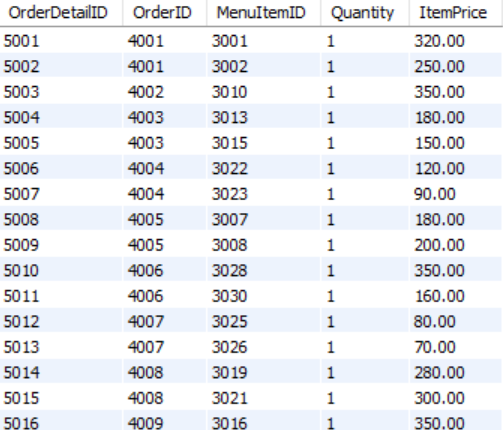 OrderDetailID OrderID MenuItemID Quantity ItemPrice
5001 4001 3001 1 320.00
5002 4001 3002 1 250.00
5003 4002 3010 1 350.00
5004 4003 3013 1 180.00
5005 4003 3015 1 150.00
5006 4004 3022 1 120.00
5007 4004 3023 1 90.00
5008 4005 3007 1 180.00
5009 4005 3008 1 200.00
5010 4006 3028 1 350.00
5011 4006 3030 1 160.00
5012 4007 3025 1 80.00
5013 4007 3026 1 70.00
5014 4008 3019 1 280.00
5015 4008 3021 1 300.00
5016 4009 3016 1 350.00